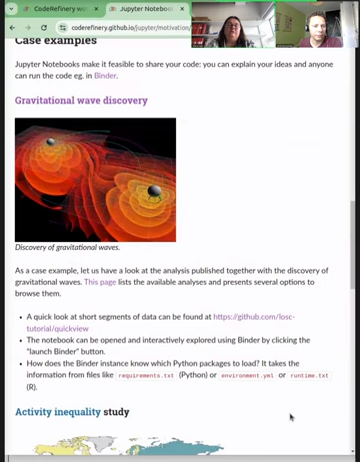 CodeRefinery wo
Jupyter Noteboo
coderefinery.github.io/jupyter/motivation/
Case examples
Jupyter Notebooks make it feasible to share your code: you can explain your ideas and anyone
can run the code eg. in Binder.
Gravitational wave discovery
Discovery of gravitational waves.
As a case example, let us have a look at the analysis published together with the discovery of
gravitational waves. This page lists the available analyses and presents several options to
browse them.
• A quick look at short segments of data can be found at https://github.com/losc-
tutorial/quickview
• The notebook can be opened and interactively explored using Binder by clicking the
“launch Binder” button.
• How does the Binder instance know which Python packages to load? It takes the
information from files like requirements.txt (Python) or environment.yml or runtime.txt
(R).
Activity inequality study